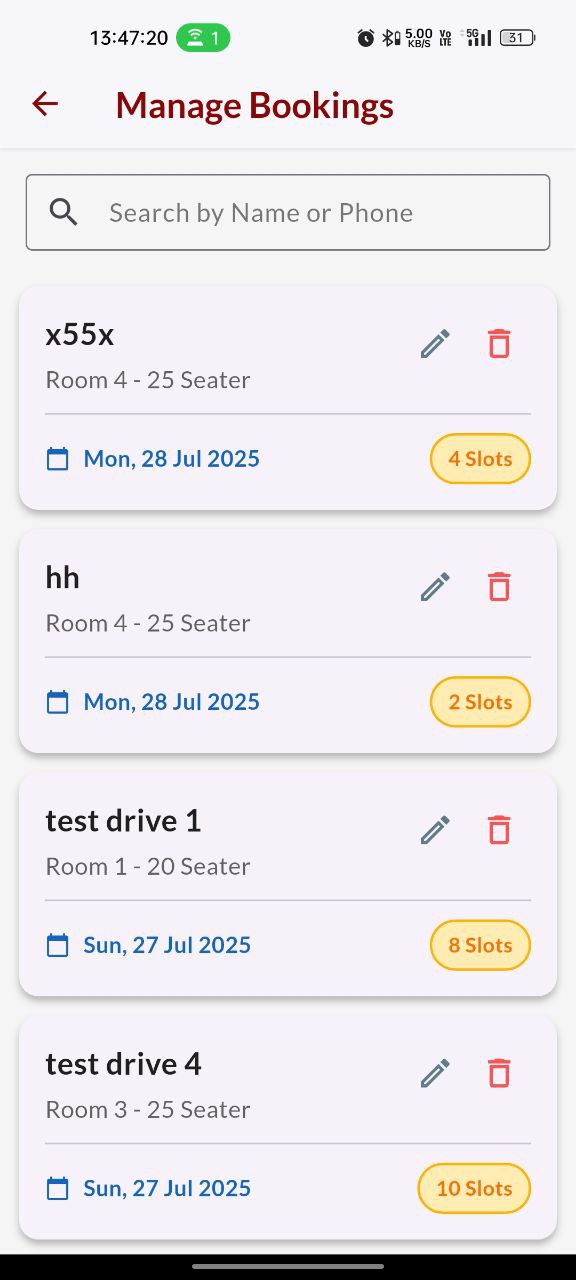 13:47:20 1 5.00 KB/S Vo LTE 5G 31
Manage Bookings
Search by Name or Phone
x55x
Room 4 - 25 Seater
Mon, 28 Jul 2025 4 Slots
hh
Room 4 - 25 Seater
Mon, 28 Jul 2025 2 Slots
test drive 1
Room 1 - 20 Seater
Sun, 27 Jul 2025 8 Slots
test drive 4
Room 3 - 25 Seater
Sun, 27 Jul 2025 10 Slots